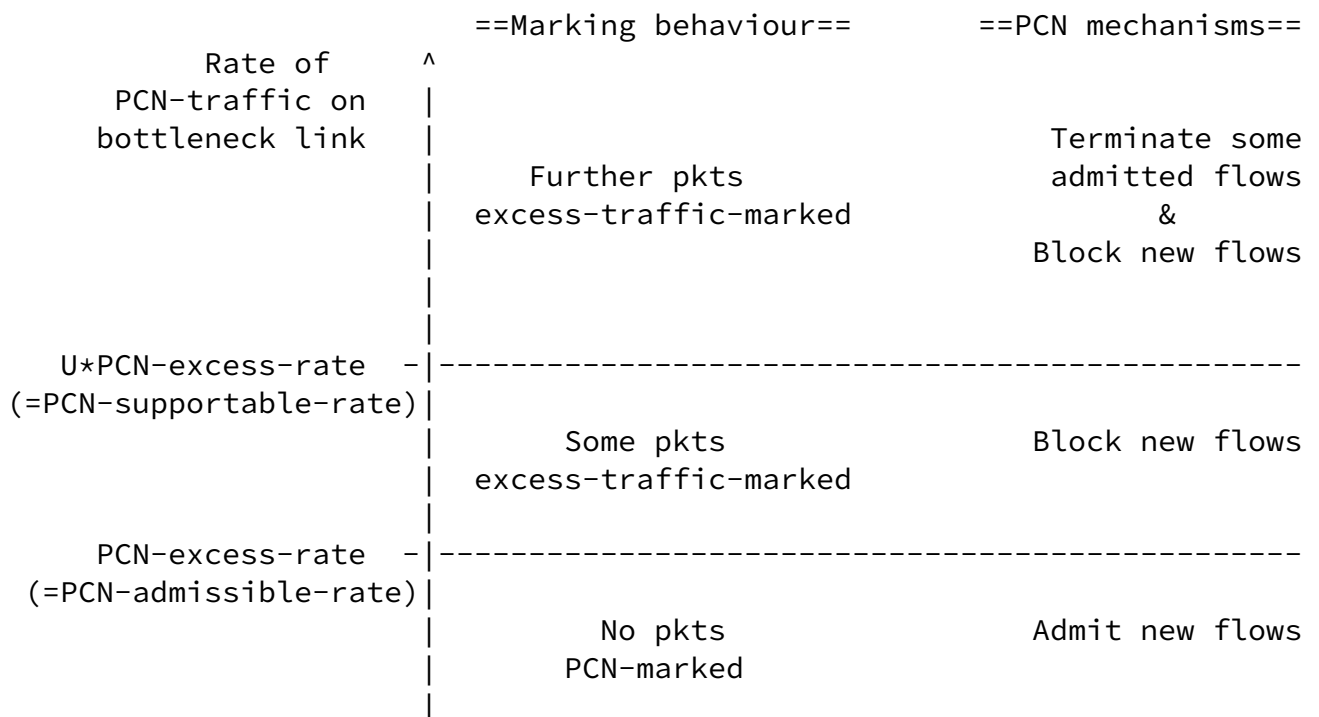 ==Marking behaviour==       ==PCN mechanisms==
           Rate of     ^
      PCN-traffic on   |
     bottleneck link   |                                  Terminate some
                       |     Further pkts                 admitted flows
                       |  excess-traffic-marked                 &
                       |                                 Block new flows
                       |
                       |
   U*PCN-excess-rate  -|------------------------------------------------
(=PCN-supportable-rate)|
                       |       Some pkts                 Block new flows
                       |  excess-traffic-marked
                       |
     PCN-excess-rate  -|------------------------------------------------
 (=PCN-admissible-rate)|
                       |         No pkts                 Admit new flows
                       |       PCN-marked
                       |